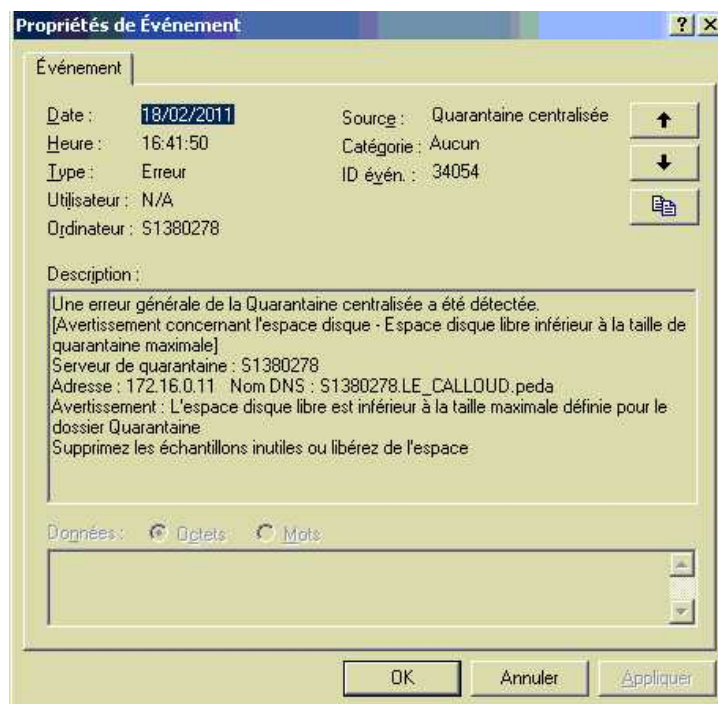 Propriétés de Événement
Événement
Date : 18/02/2011 Source : Quarantaine centralisée
Heure : 16:41:50 Catégorie : Aucun
Type : Erreur ID évén. : 34054
Utilisateur : N/A
Ordinateur : S1380278
Description :
Une erreur générale de la Quarantaine centralisée a été détectée.
[Avertissement concernant l'espace disque - Espace disque libre inférieur à la taille de
quarantaine maximale]
Serveur de quarantaine : S1380278
Adresse : 172.16.0.11 Nom DNS : S1380278.LE_CALLOUD.peda
Avertissement : L'espace disque libre est inférieur à la taille maximale définie pour le
dossier Quarantaine
Supprimez les échantillons inutiles ou libérez de l'espace
Données : Octets Mots
OK Annuler Appliquer